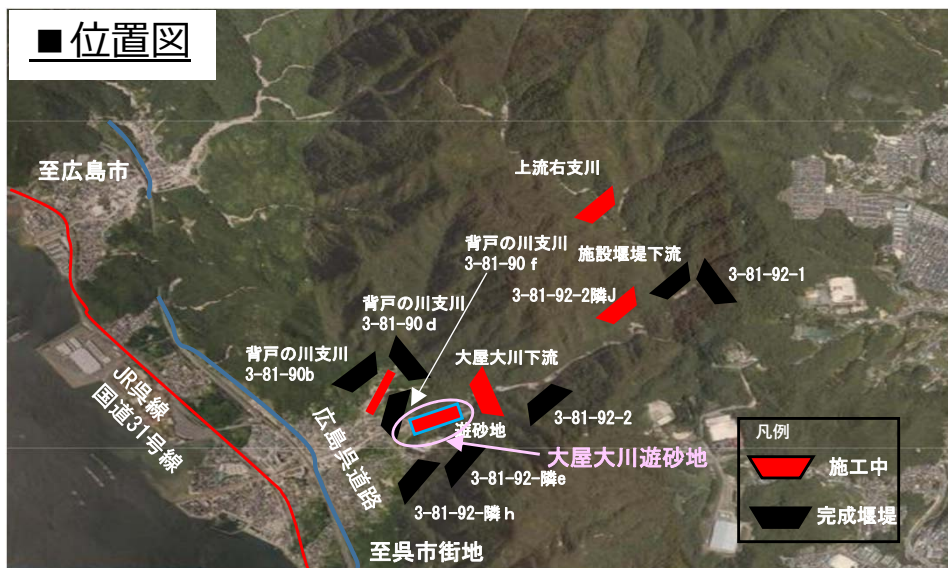 ■位置図
至広島市
上流右支川
背戸の川支川
3-81-90 f
施設堰堤下流
3-81-92-1
3-81-92-2隣J
背戸の川支川
3-81-90 d
背戸の川支川
3-81-90b
大屋大川下流
3-81-92-2
JR呉線
国道31号線
広島呉道路
遊砂地
大屋大川遊砂地
3-81-92-隣e
3-81-92-隣h
至呉市街地
凡例
施工中
完成堰堤